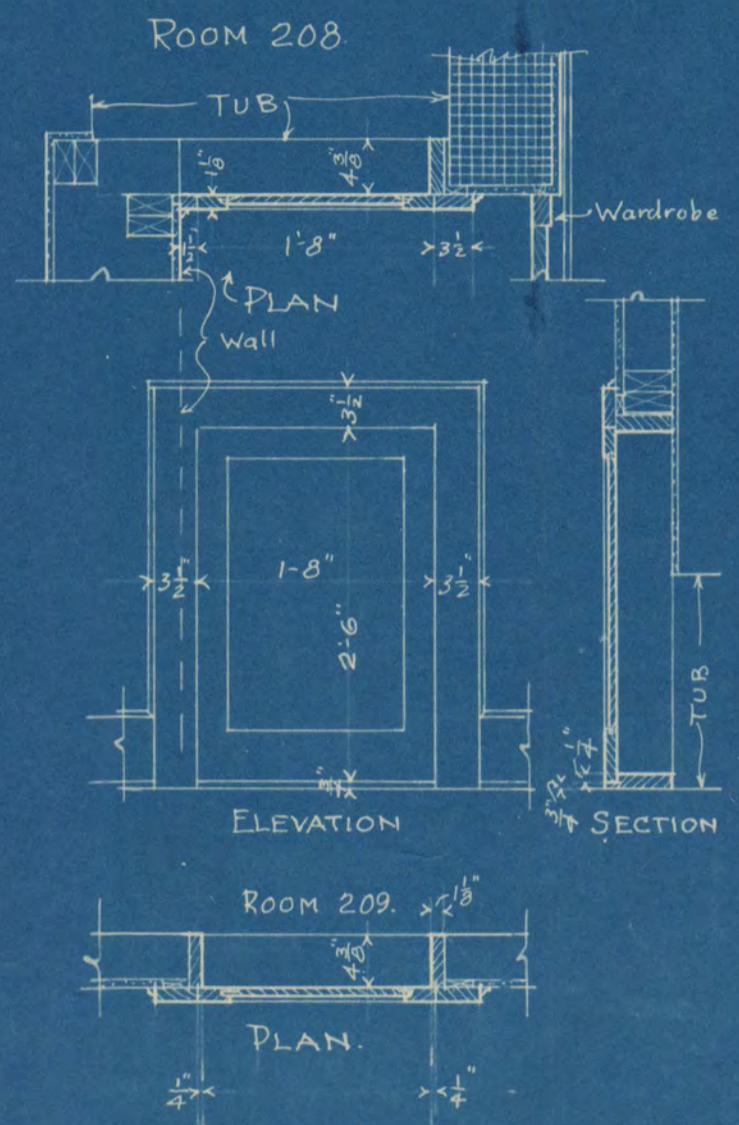 ROOM 208.
TUB
1 1/8"
4 3/8"
Wardrobe
1 1/2"
1'-8"
3 1/2
PLAN
Wall
3 1/2"
3 1/2"
1-8"
3 1/2"
2'-6"
TUB
3/4"
1/4"
3/4"
ELEVATION
SECTION
ROOM 209.
1 1/8"
4 3/8"
PLAN.
1/4"
1/4"